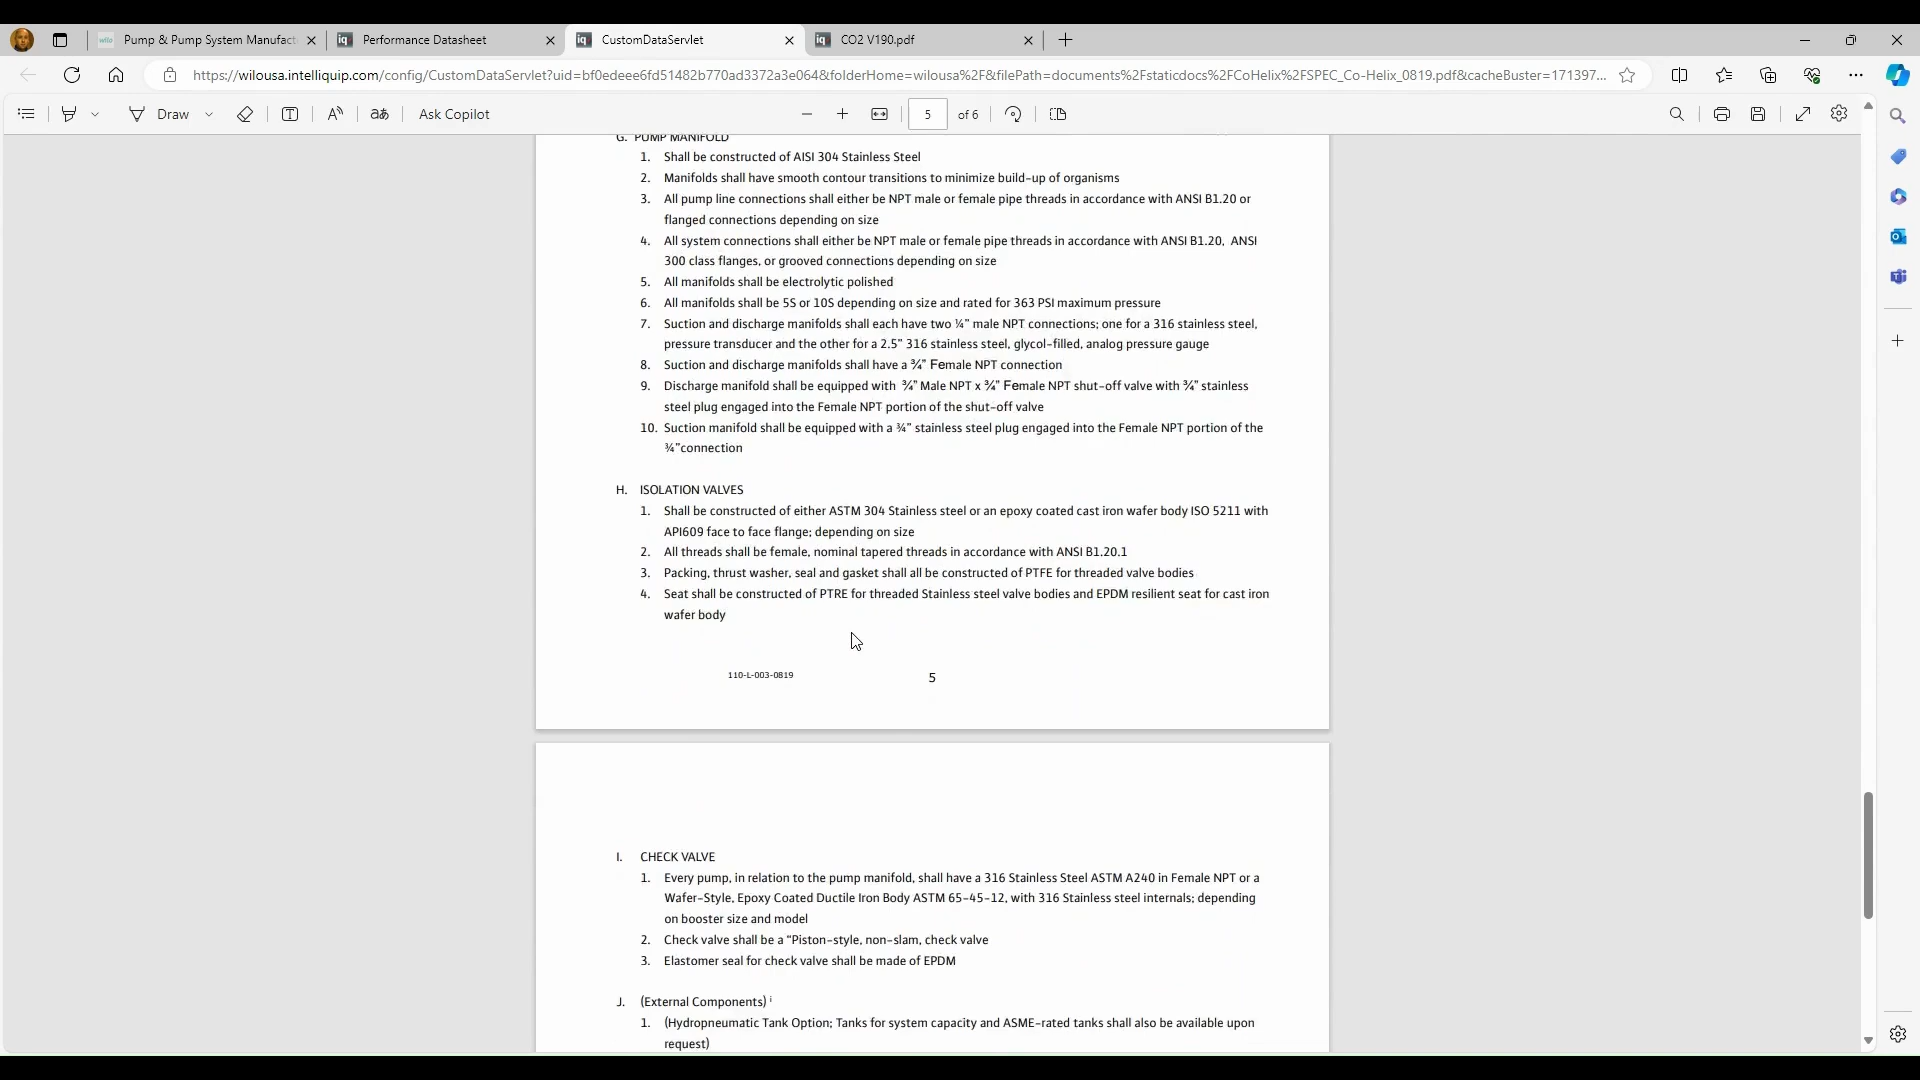 Pump & Pump System Manufact
Performance Datasheet
CustomDataServlet
CO2 V190.pdf
https://wilousa.intelliquip.com/config/CustomDataServlet?uid=bf0edeee6fd51482b770ad3372a3e064&folderHome=wilousa%2F&filePath=documents%2Fstaticdocs%2FCoHelix%2FSPEC_Co-Helix_0819.pdf&cacheBuster=171397...
Draw
Ask Copilot
5 of 6
G. PUMP MANIFOLD
1. Shall be constructed of AISI 304 Stainless Steel
2. Manifolds shall have smooth contour transitions to minimize build-up of organisms
3. All pump line connections shall either be NPT male or female pipe threads in accordance with ANSI B1.20 or
flanged connections depending on size
4. All system connections shall either be NPT male or female pipe threads in accordance with ANSI B1.20, ANSI
300 class flanges, or grooved connections depending on size
5. All manifolds shall be electrolytic polished
6. All manifolds shall be 5S or 10S depending on size and rated for 363 PSI maximum pressure
7. Suction and discharge manifolds shall each have two ¼” male NPT connections; one for a 316 stainless steel,
pressure transducer and the other for a 2.5” 316 stainless steel, glycol-filled, analog pressure gauge
8. Suction and discharge manifolds shall have a ¾” Female NPT connection
9. Discharge manifold shall be equipped with ¾” Male NPT x ¾” Female NPT shut-off valve with ¾” stainless
steel plug engaged into the Female NPT portion of the shut-off valve
10. Suction manifold shall be equipped with a ¾” stainless steel plug engaged into the Female NPT portion of the
¾”connection
H. ISOLATION VALVES
1. Shall be constructed of either ASTM 304 Stainless steel or an epoxy coated cast iron wafer body ISO 5211 with
API609 face to face flange; depending on size
2. All threads shall be female, nominal tapered threads in accordance with ANSI B1.20.1
3. Packing, thrust washer, seal and gasket shall all be constructed of PTFE for threaded valve bodies
4. Seat shall be constructed of PTRE for threaded Stainless steel valve bodies and EPDM resilient seat for cast iron
wafer body
110-L-003-0819 5
I. CHECK VALVE
1. Every pump, in relation to the pump manifold, shall have a 316 Stainless Steel ASTM A240 in Female NPT or a
Wafer-Style, Epoxy Coated Ductile Iron Body ASTM 65-45-12, with 316 Stainless steel internals; depending
on booster size and model
2. Check valve shall be a “Piston-style, non-slam, check valve
3. Elastomer seal for check valve shall be made of EPDM
J. (External Components) i
1. (Hydropneumatic Tank Option; Tanks for system capacity and ASME-rated tanks shall also be available upon
request)